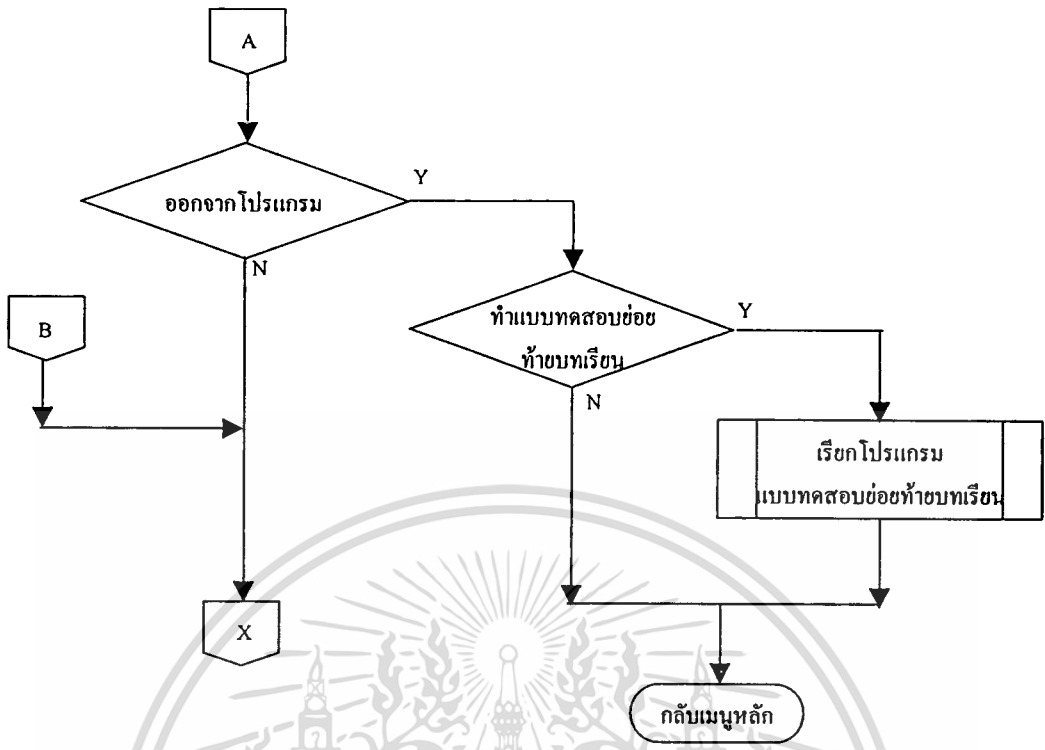 A
ออกจากโปรแกรม
Y
N
B
ทำแบบทดสอบย่อย
ท้ายบทเรียน
Y
N
เรียกโปรแกรม
แบบทดสอบย่อยท้ายบทเรียน
X
กลับเมนูหลัก